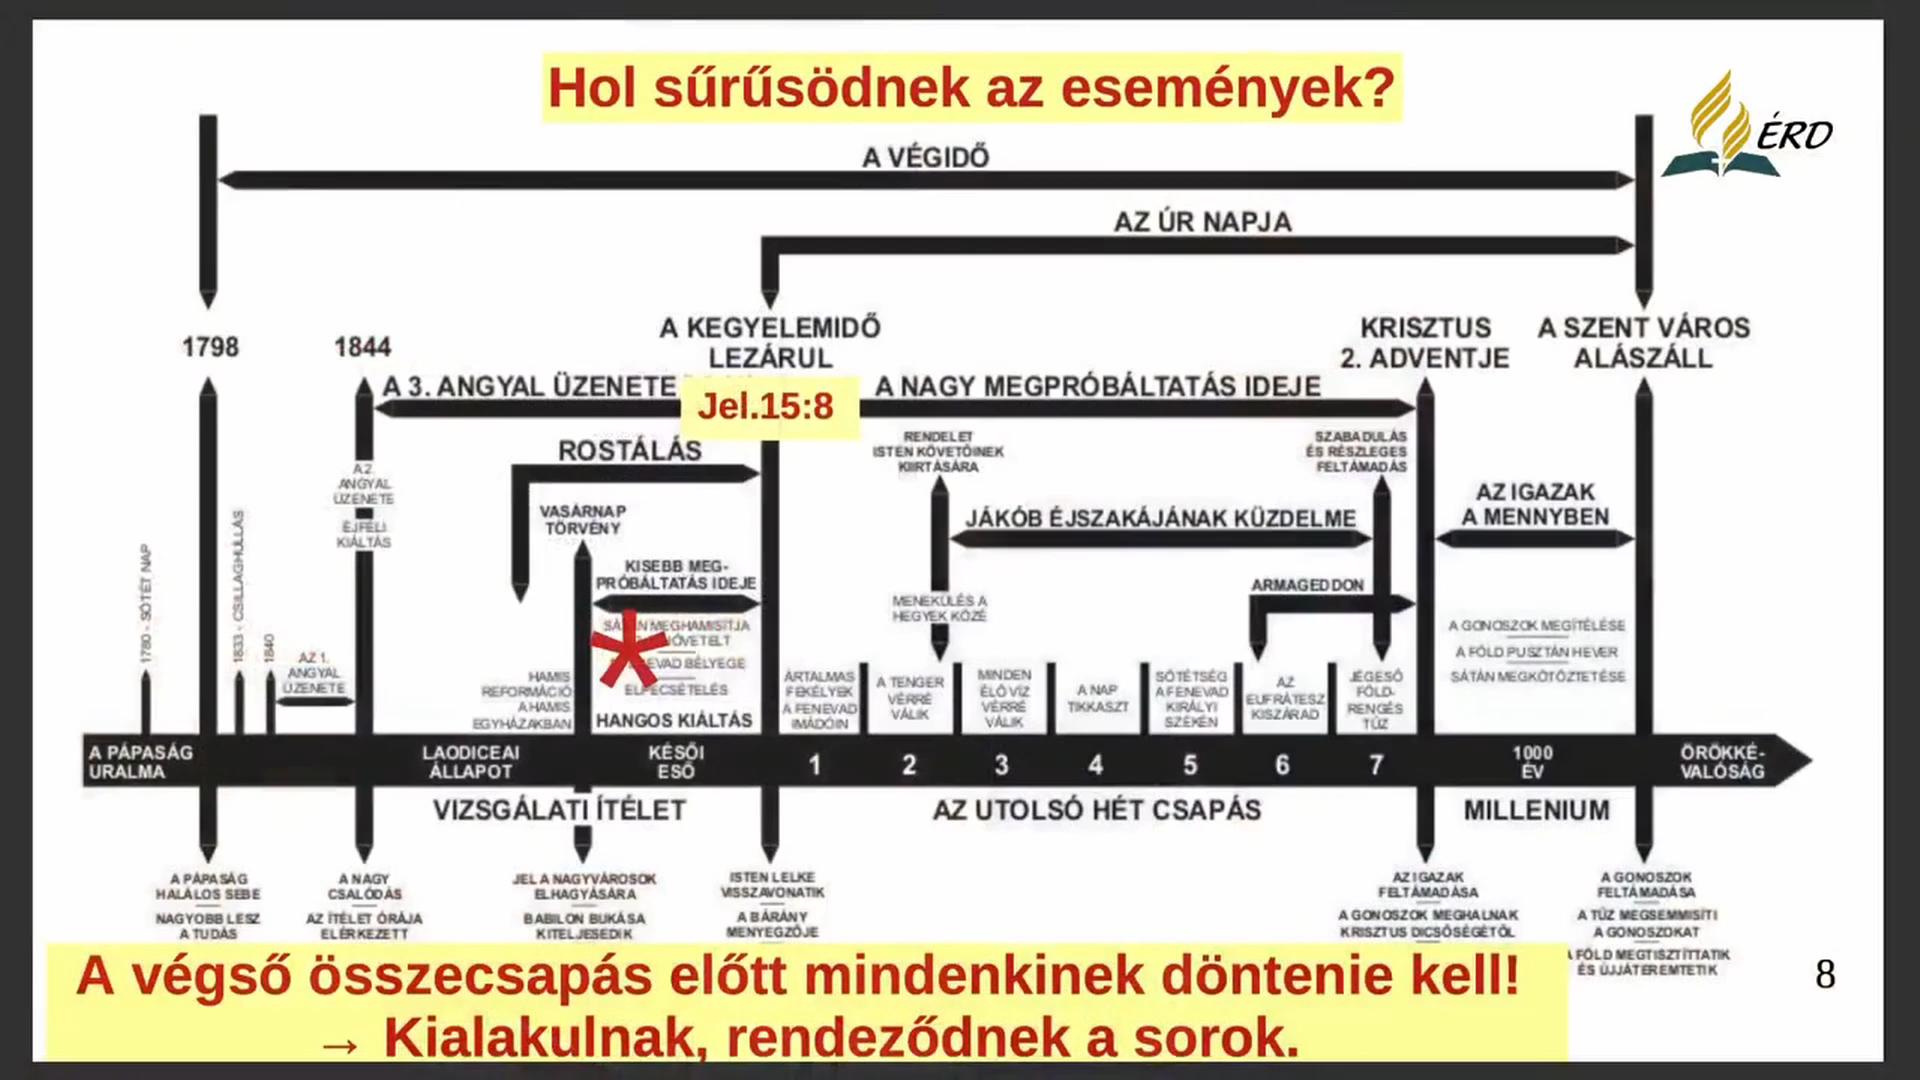 Hol sűrűsödnek az események?
ÉRD
A VÉGIDŐ
AZ ÚR NAPJA
1798
1844
A KEGYELEMIDŐ
LEZÁRUL
KRISZTUS
2. ADVENTJE
A SZENT VÁROS
ALÁSZÁLL
A 3. ANGYAL ÜZENETE
Jel.15:8
A NAGY MEGPRÓBÁLTATÁS IDEJE
ROSTÁLÁS
RENDELET
ISTEN KÖVETŐINEK
KIIRTÁSÁRA
SZABADULÁS
ÉS RÉSZLEGES
FELTÁMADÁS
A 2.
ANGYAL
ÜZENETE
ÉJFÉLI
KIÁLTÁS
VASÁRNAP
TÖRVÉNY
JÁKÓB ÉJSZAKÁJÁNAK KÜZDELME
AZ IGAZAK
A MENNYBEN
KISEBB MEG-
PRÓBÁLTATÁS IDEJE
ARMAGEDDON
MENEKÜLÉS A
HEGYEK KÖZÉ
1780 - SÖTÉT NAP
1833 - CSILLAGHULLÁS
1840
AZ 1.
ANGYAL
ÜZENETE
HAMIS
REFORMÁCIÓ
A HAMIS
EGYHÁZAKBAN
MEGHAMISÍTJA
BÉLYEGE
ELPECSÉTELÉS
HANGOS KIÁLTÁS
ÁRTALMAS
FEKÉLYEK
A FENEVAD
IMÁDÓIN
A TENGER
VÉRRÉ
VÁLIK
MINDEN
ÉLŐ VÍZ
VÉRRÉ
VÁLIK
A NAP
TIKKASZT
SÖTÉTSÉG
A FENEVAD
KIRÁLYI
SZÉKÉN
AZ
EUFRÁTESZ
KISZÁRAD
JÉGESŐ
FÖLD-
RENGÉS
TŰZ
A GONOSZOK MEGÍTÉLÉSE
A FÖLD PUSZTÁN HEVER
SÁTÁN MEGKÖTÖZTETÉSE
A PÁPASÁG
URALMA
LAODICEAI
ÁLLAPOT
KÉSŐI
ESŐ
1
2
3
4
5
6
7
1000
ÉV
ÖRÖKKÉ-
VALÓSÁG
VIZSGÁLATI ÍTÉLET
AZ UTOLSÓ HÉT CSAPÁS
MILLENIUM
A PÁPASÁG
HALÁLOS SEBE
NAGYOBB LESZ
A TUDÁS
A NAGY
CSALÓDÁS
AZ ÍTÉLET ÓRÁJA
ELÉRKEZETT
JEL A NAGYVÁROSOK
ELHAGYÁSÁRA
BABILON BUKÁSA
KITELJESEDIK
ISTEN LELKE
VISSZAVONATIK
A BÁRÁNY
MENYEGZŐJE
AZ IGAZAK
FELTÁMADÁSA
A GONOSZOK MEGHALNAK
KRISZTUS DICSŐSÉGÉTŐL
A GONOSZOK
FELTÁMADÁSA
A TŰZ MEGSEMMISÍTI
A GONOSZOKAT
A FÖLD MEGTISZTÍTTATIK
ÉS ÚJJÁTEREMTETIK
A végső összecsapás előtt mindenkinek döntenie kell!
→ Kialakulnak, rendeződnek a sorok.
8